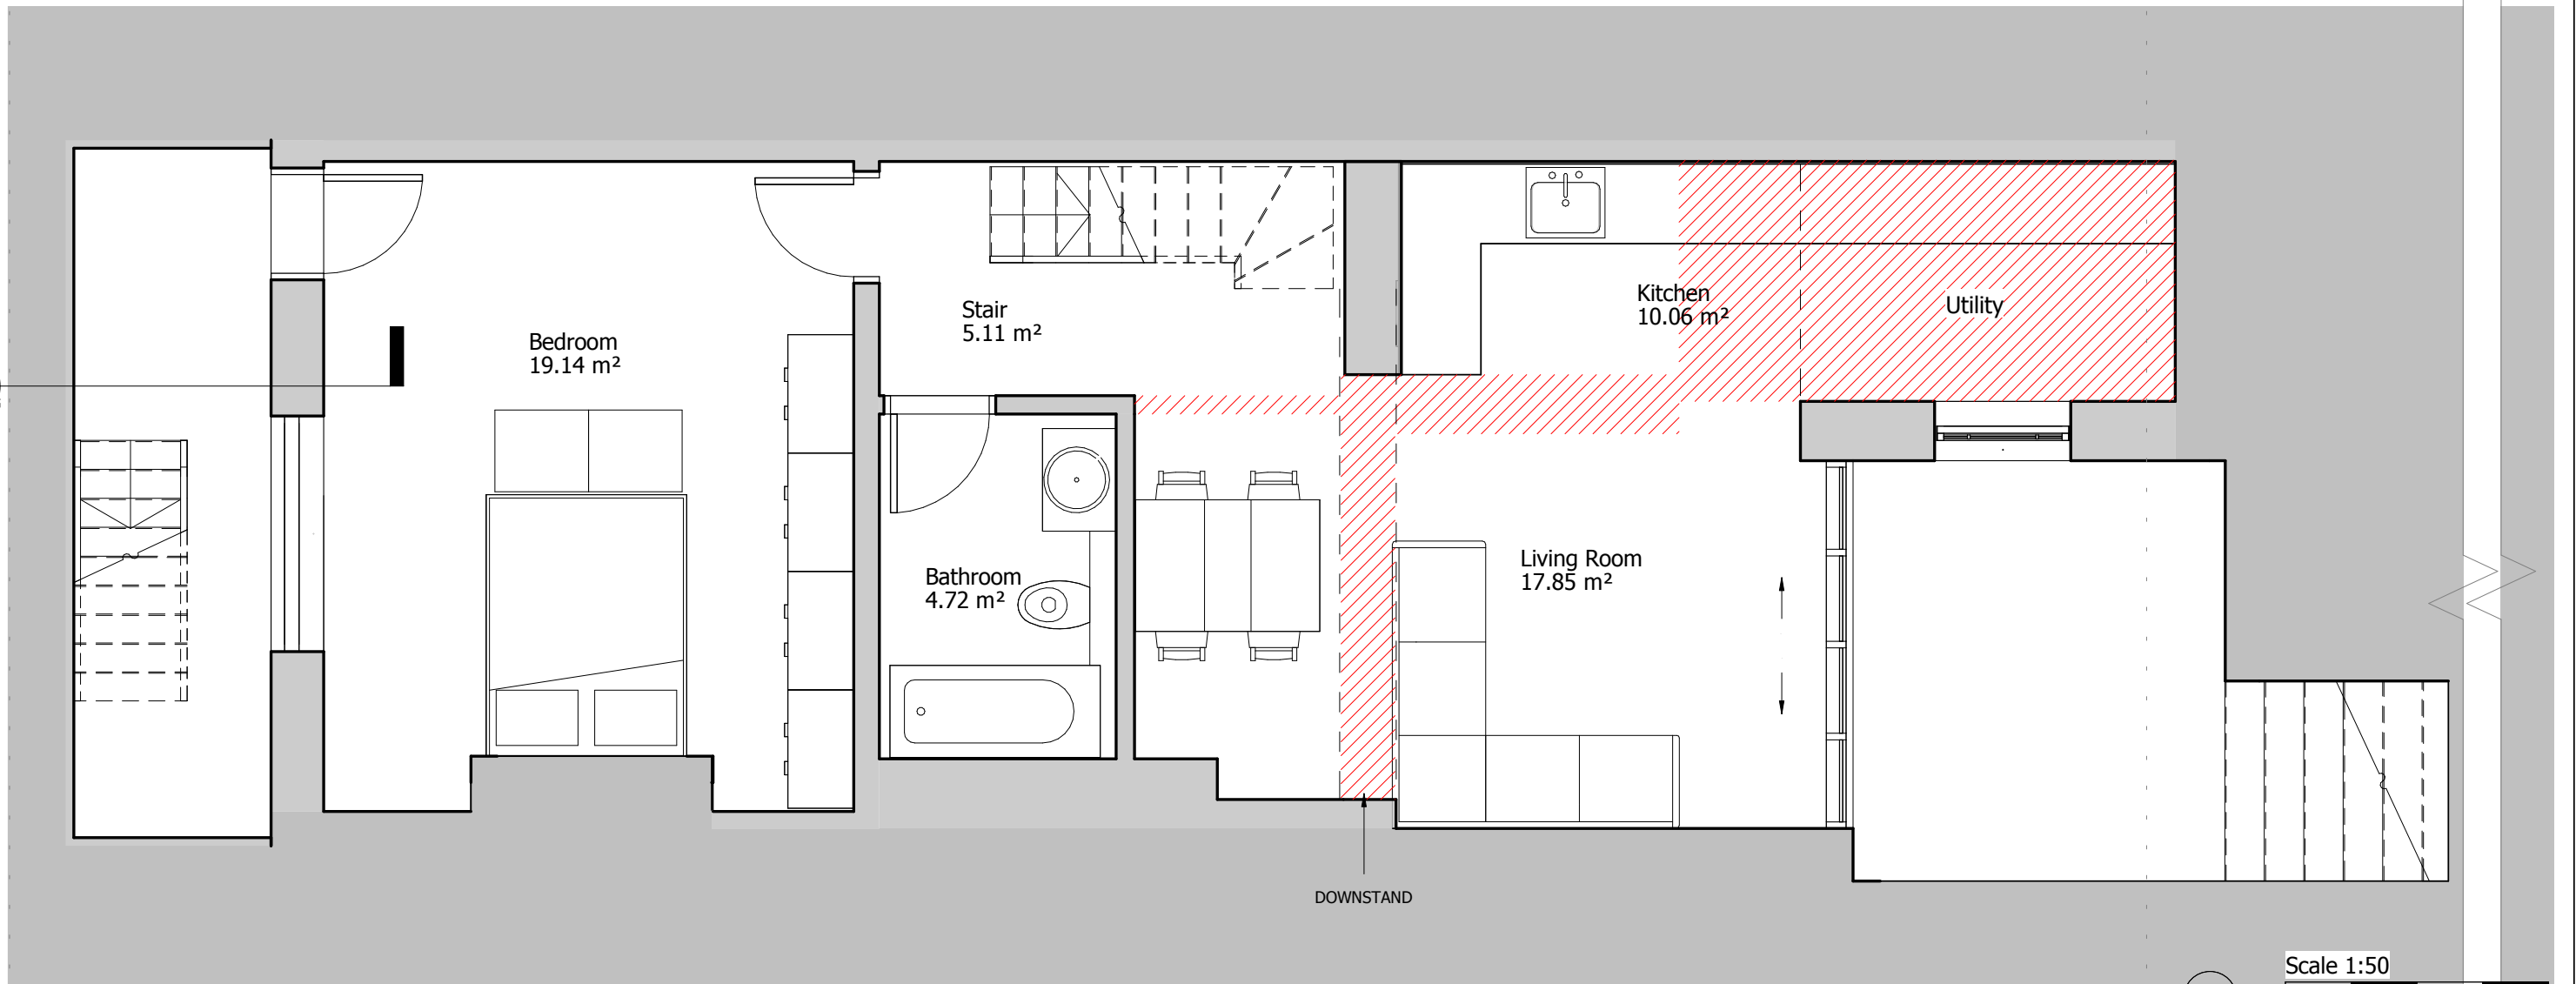 Bedroom
19.14 m²
Stair
5.11 m²
Kitchen
10.06 m²
Utility
Bathroom
4.72 m²
Living Room
17.85 m²
DOWNSTAND
Scale 1:50